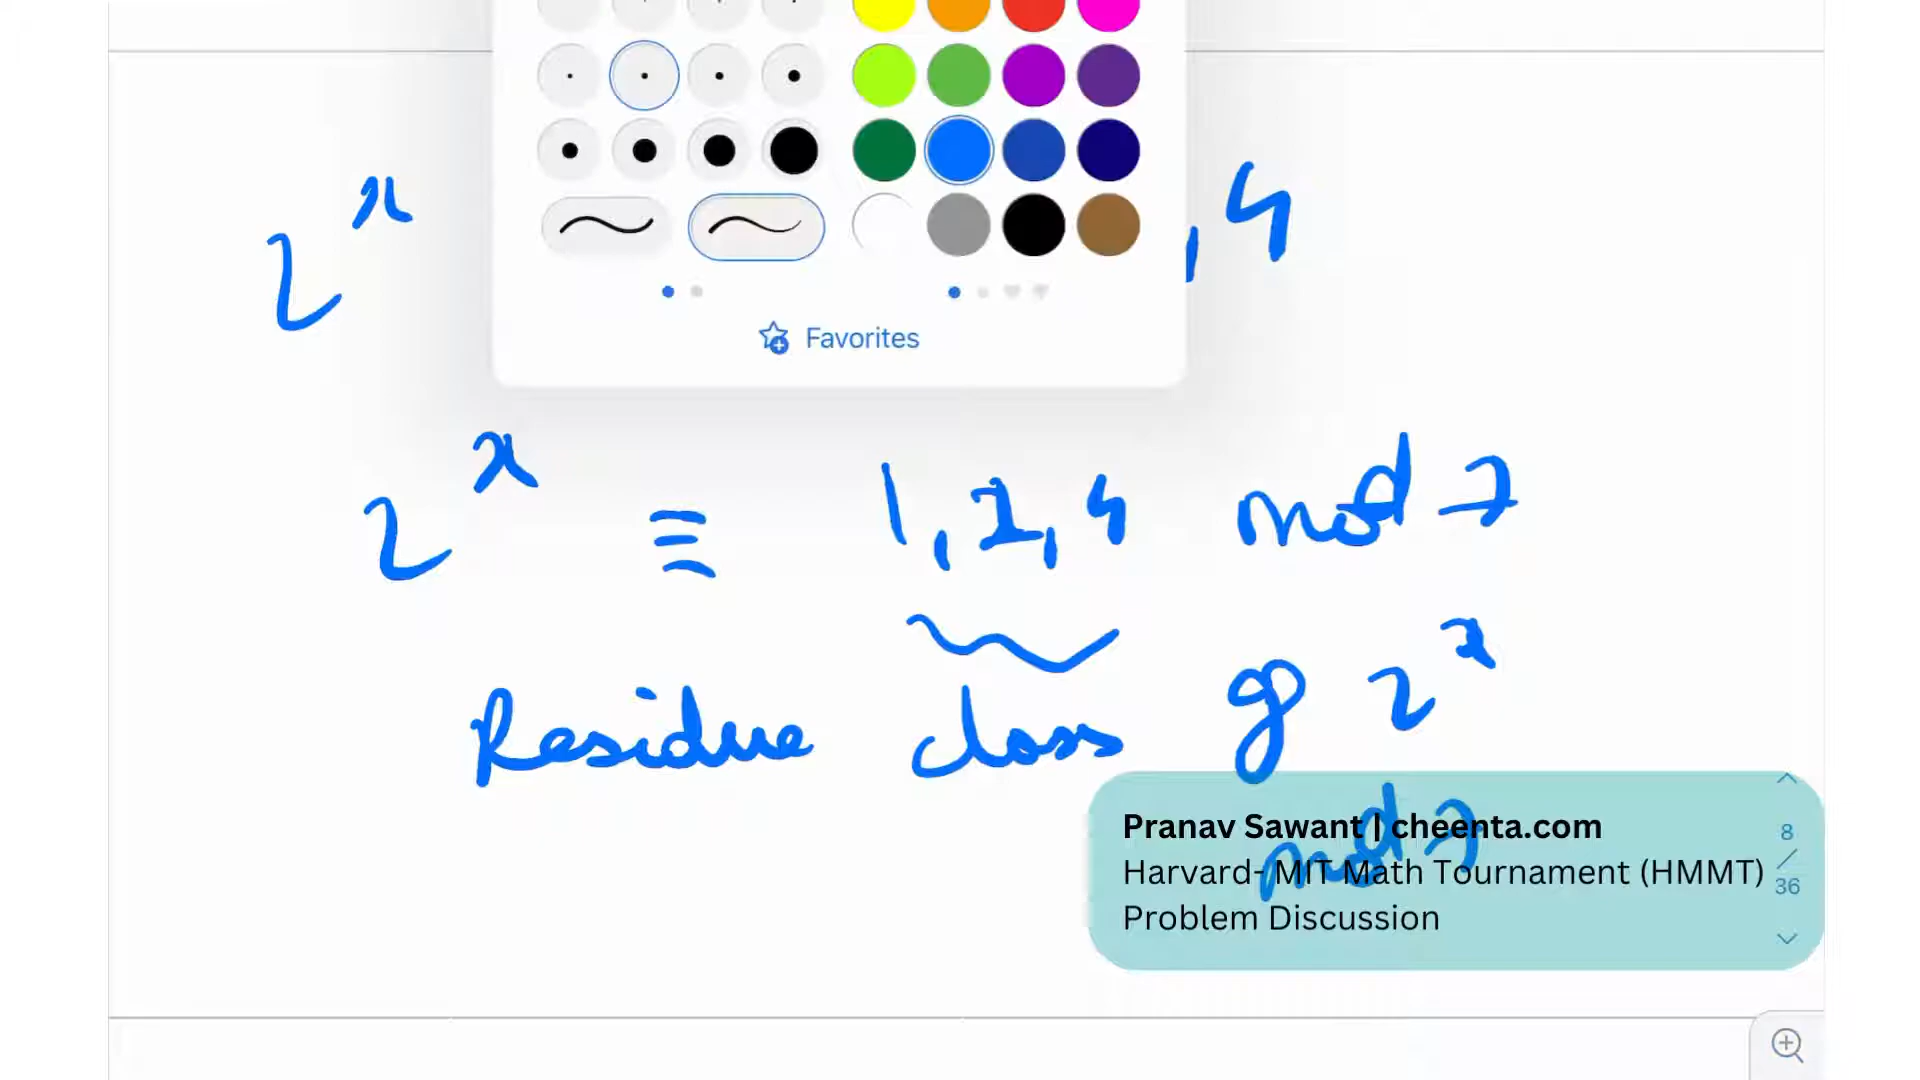 2^x , 4
Favorites
2^x ≡ 1, 2, 4 mod 7
Residue class of 2^x
mod 7
Pranav Sawant | cheenta.com
Harvard- MIT Math Tournament (HMMT)
Problem Discussion
8
/
36